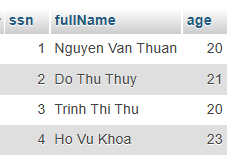 ssn fullName age
1 Nguyen Van Thuan 20
2 Do Thu Thuy 21
3 Trinh Thi Thu 20
4 Ho Vu Khoa 23